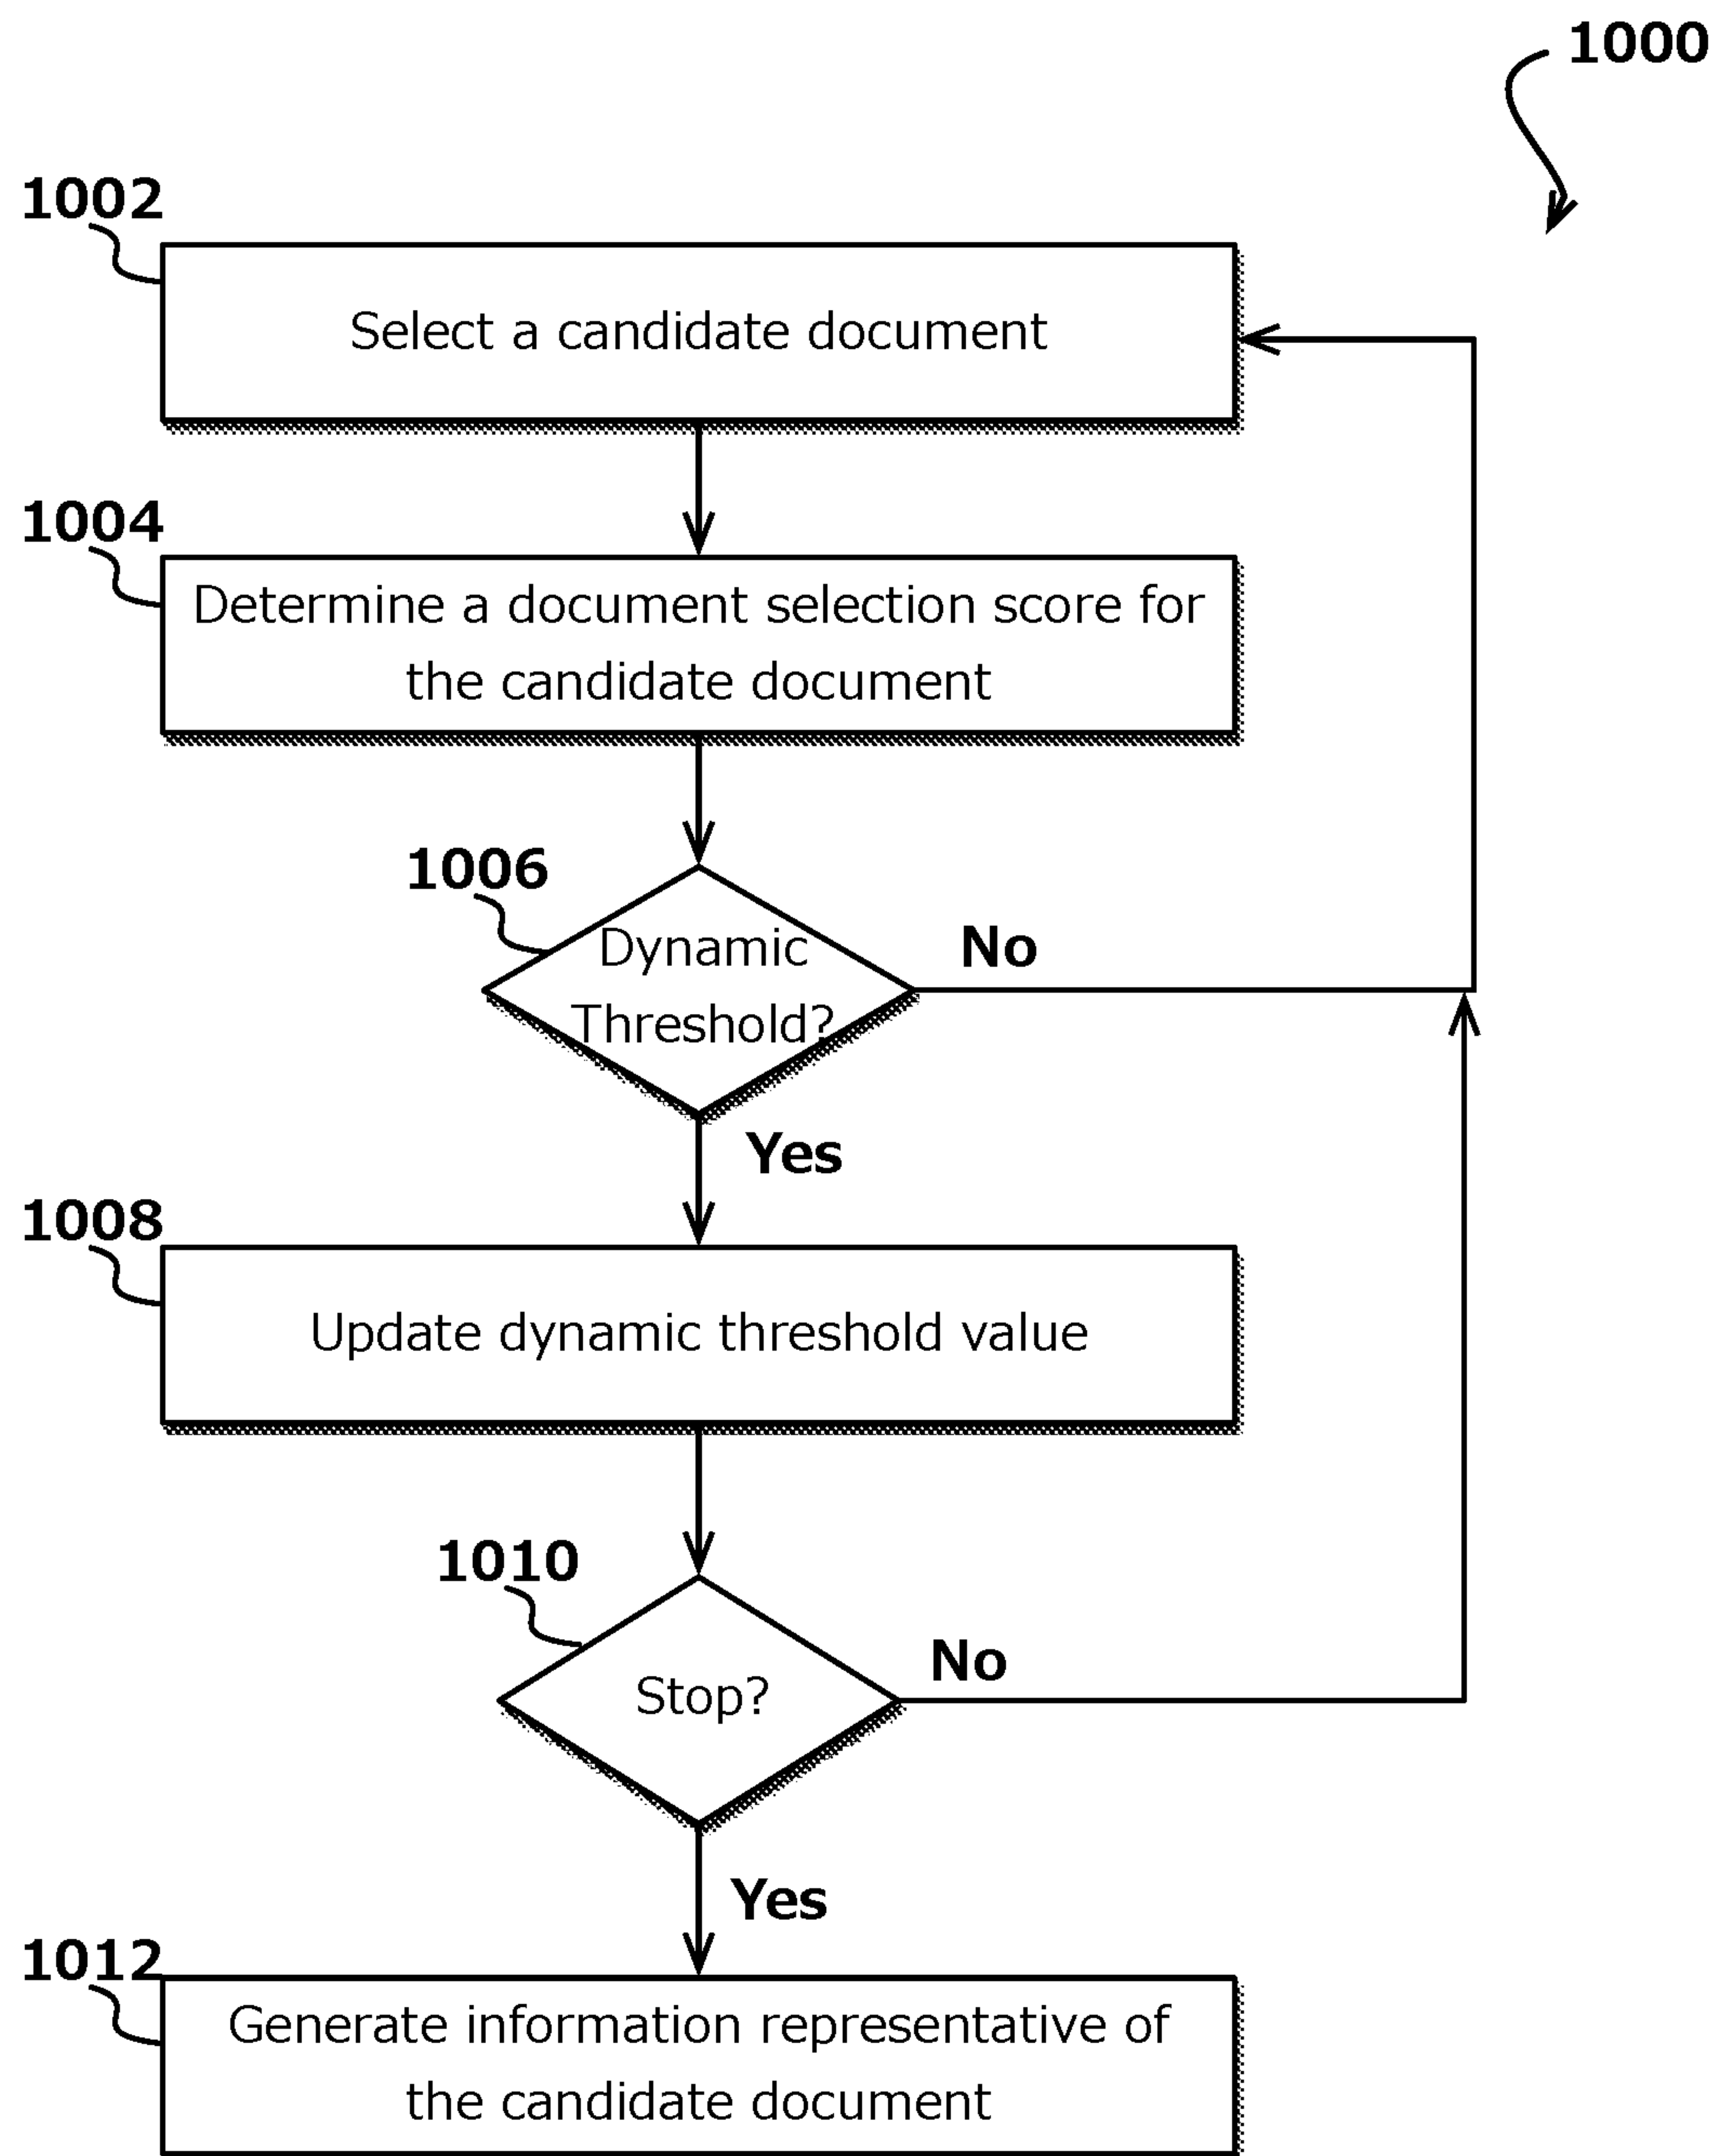 1000
1002
Select a candidate document
1004
Determine a document selection score for
the candidate document
1006
Dynamic
Threshold?
No
Yes
1008
Update dynamic threshold value
1010
Stop?
No
Yes
1012
Generate information representative of
the candidate document